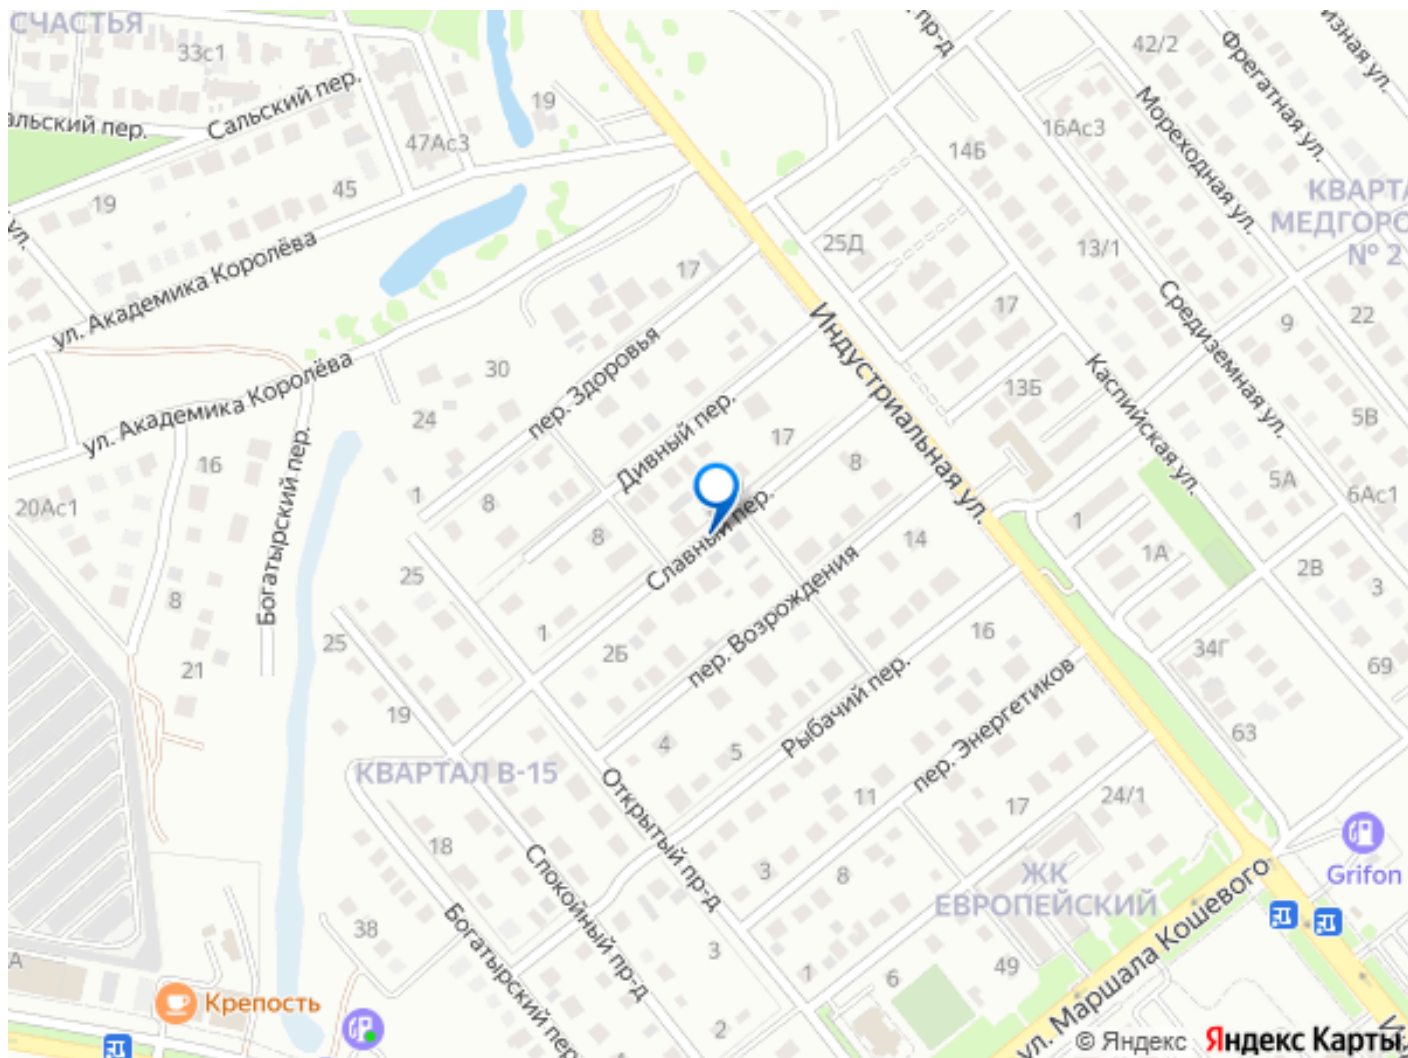 СЧАСТЬЯ
33с1
пр-д
42/2
Фрегатная ул.
изная ул.
Сальский пер.
альский пер.
19
47Ас3
16Ас3
Мореходная ул.
14Б
КВАРТА
МЕДГОРО
№ 2
19
45
ул.
ул. Академика Королёва
25Д
13/1
17
17
Средиземная ул.
9
22
Индустриальная ул.
пер. Здоровья
30
ул. Академика Королёва
24
Дивный пер.
13Б
Каспийская ул.
5В
16
17
8
5А
6Ас1
20Ас1
Богатырский пер.
1
8
Славный пер.
1
8
14
1А
2В
3
25
8
пер. Возрождения
25
1
2Б
16
34Г
69
21
Рыбачий пер.
пер. Энергетиков
19
63
4
5
КВАРТАЛ В-15
Открытый пр-д
11
17
24/1
18
Спокойный пр-д
3
8
ЖК
ЕВРОПЕЙСКИЙ
Grifon
ул. Маршала Кошевого
38
Богатырский пер.
3
1
6
49
А
Крепость
2
© Яндекс Яндекс Карты
И